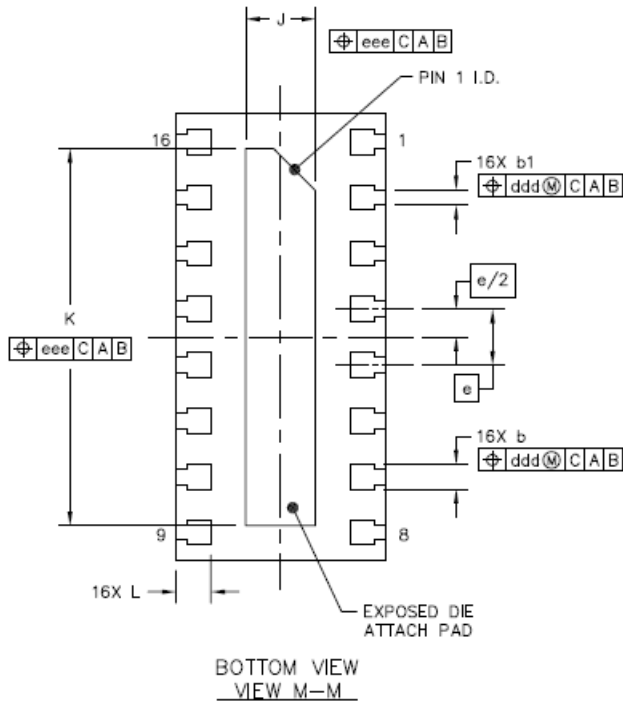 J
⌖ eee C A B
PIN 1 I.D.
16
1
16X b1
⌖ ddd Ⓜ C A B
e/2
K
⌖ eee C A B
e
16X b
⌖ ddd Ⓜ C A B
9
8
16X L
EXPOSED DIE
ATTACH PAD
BOTTOM VIEW
VIEW M-M